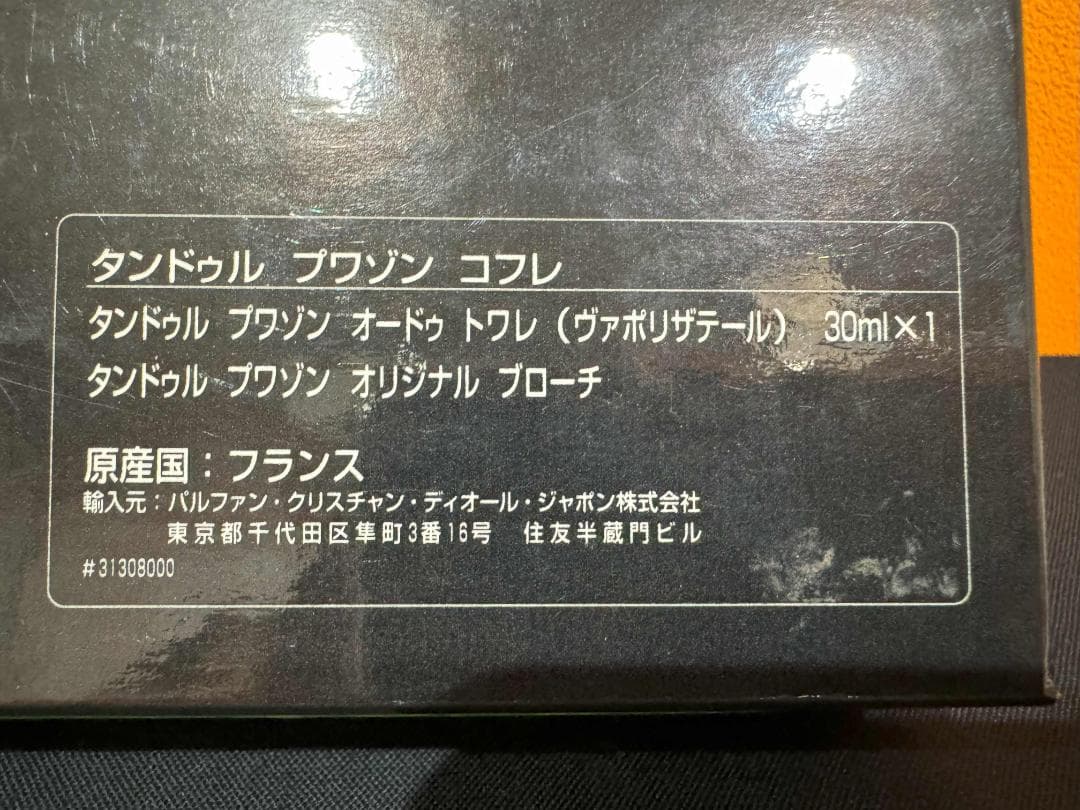 タンドゥル プワゾン コフレ
タンドゥル プワゾン オードゥ トワレ（ヴァポリザテール） 30ml×1
タンドゥル プワゾン オリジナル ブローチ
原産国：フランス
輸入元：パルファン・クリスチャン・ディオール・ジャポン株式会社
東京都千代田区隼町3番16号 住友半蔵門ビル
#31308000